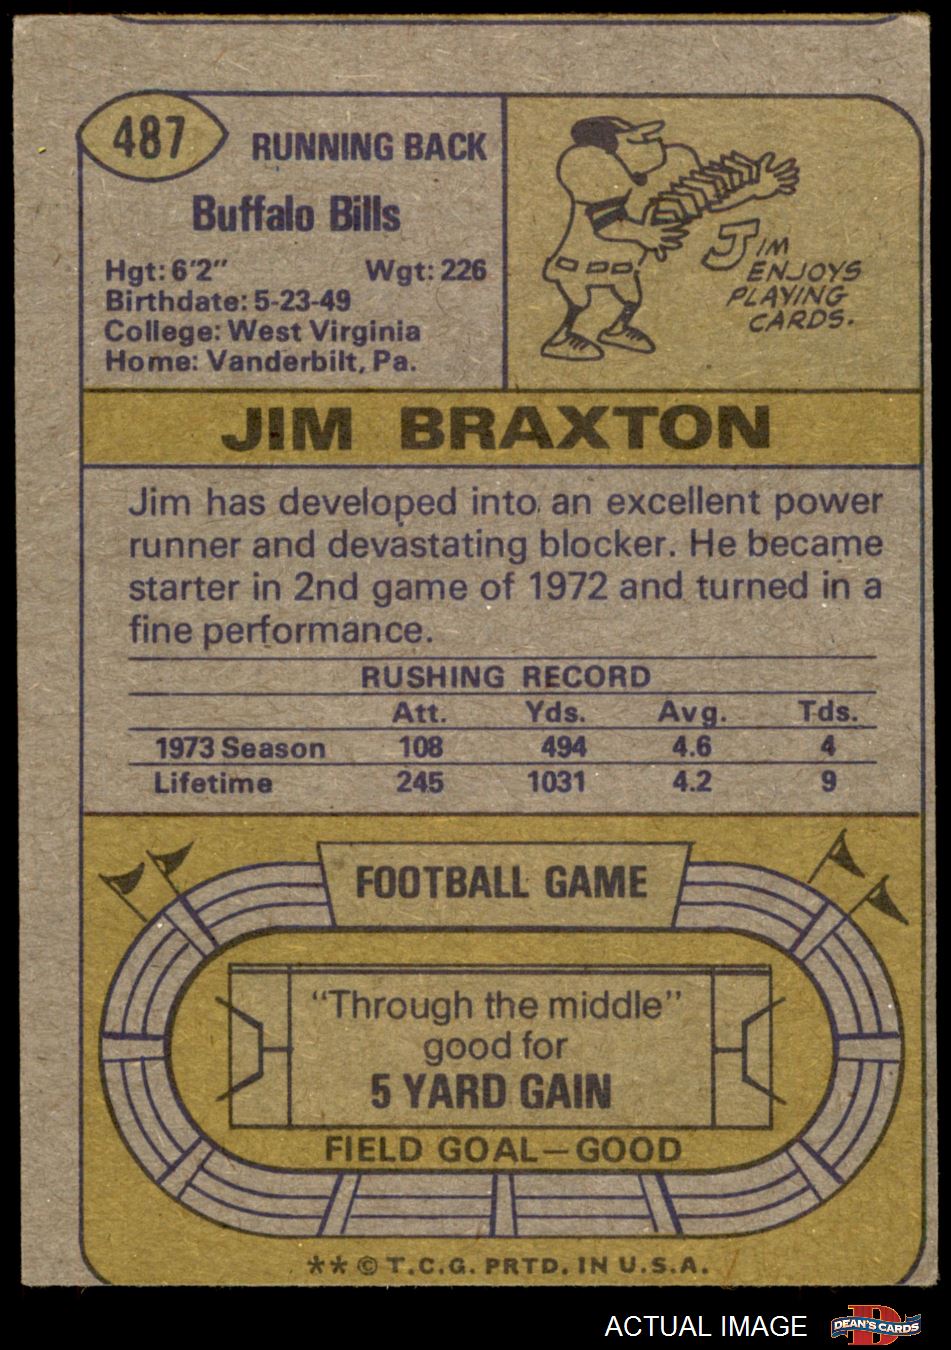 487
RUNNING BACK
Buffalo Bills
Hgt: 6'2" Wgt: 226
Birthdate: 5-23-49
College: West Virginia
Home: Vanderbilt, Pa.
JIM
ENJOYS
PLAYING
CARDS.
JIM BRAXTON
Jim has developed into an excellent power
runner and devastating blocker. He became
starter in 2nd game of 1972 and turned in a
fine performance.
RUSHING RECORD
Att. Yds. Avg. Tds.
1973 Season 108 494 4.6 4
Lifetime 245 1031 4.2 9
FOOTBALL GAME
"Through the middle"
good for
5 YARD GAIN
FIELD GOAL—GOOD
** © T.C.G. PRTD. IN U.S.A.
ACTUAL IMAGE
D
DEAN'S CARDS